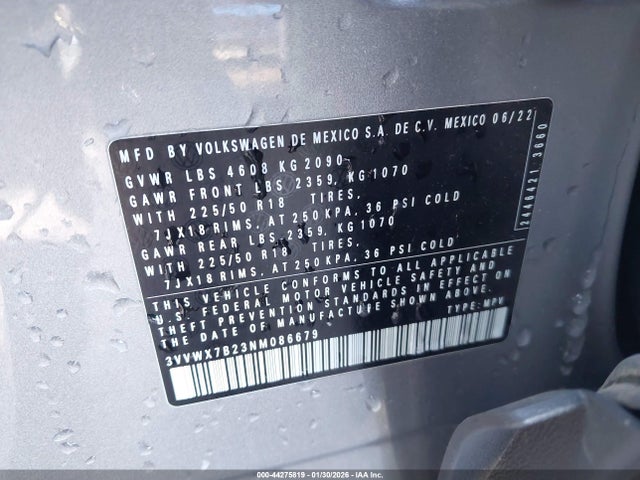 MFD BY VOLKSWAGEN DE MEXICO S.A. DE C.V. MEXICO 06/22
GVWR LBS 4608 KG 2090
GAWR FRONT LBS 2359, KG 1070
WITH 225/50 R18 TIRES,
7JX18 RIMS, AT 250 KPA, 36 PSI COLD
GAWR REAR LBS 2359, KG 1070
WITH 225/50 R18 TIRES,
7JX18 RIMS, AT 250 KPA, 36 PSI COLD
THIS VEHICLE CONFORMS TO ALL APPLICABLE
U.S. FEDERAL MOTOR VEHICLE SAFETY AND
THEFT PREVENTION STANDARDS IN EFFECT ON
THE DATE OF MANUFACTURE SHOWN ABOVE.
3VVWX7B23NM086679 TYPE: MPV
2446421 3660
000-44275819 | 01/30/2026 - IAA Inc.